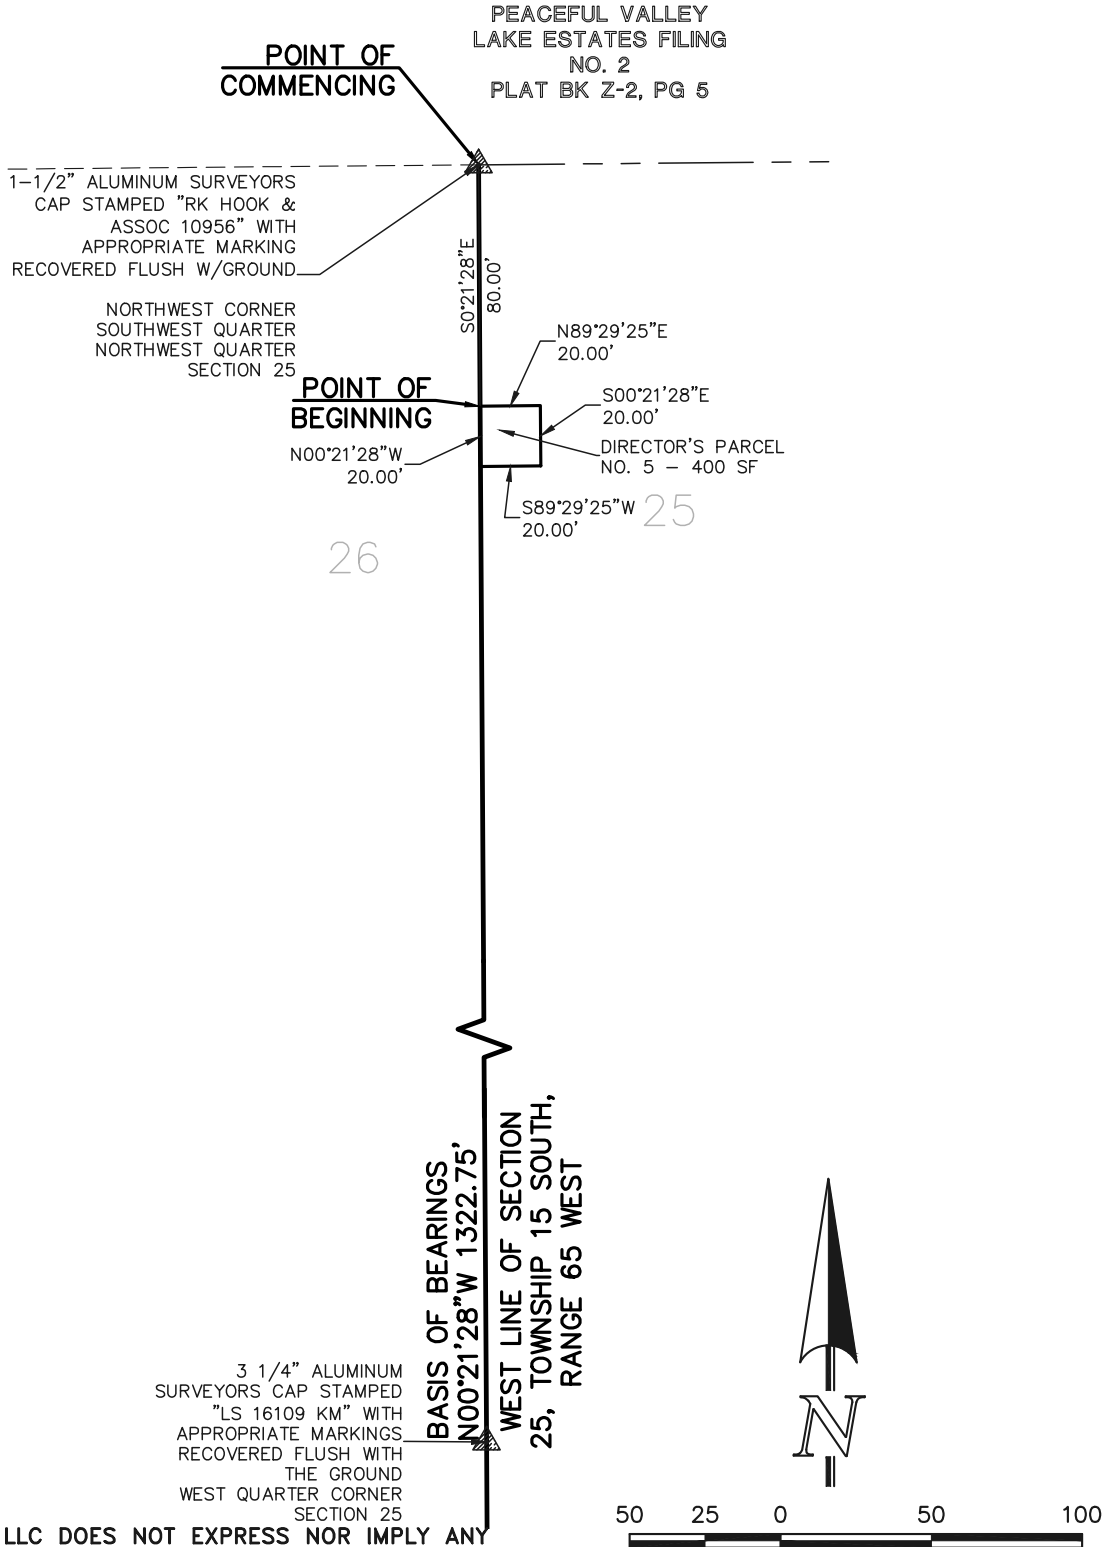 PEACEFUL VALLEY
LAKE ESTATES FILING
NO. 2
PLAT BK Z-2, PG 5
POINT OF
COMMENCING
1-1/2" ALUMINUM SURVEYORS
CAP STAMPED "RK HOOK &
ASSOC 10956" WITH
APPROPRIATE MARKING
RECOVERED FLUSH W/GROUND
NORTHWEST CORNER
SOUTHWEST QUARTER
NORTHWEST QUARTER
SECTION 25
S0°21'28"E
80.00'
N89°29'25"E
20.00'
POINT OF
BEGINNING
S00°21'28"E
20.00'
N00°21'28"W
20.00'
DIRECTOR'S PARCEL
NO. 5 - 400 SF
S89°29'25"W
20.00'
25
26
BASIS OF BEARINGS
N00°21'28"W 1322.75'
WEST LINE OF SECTION
25, TOWNSHIP 15 SOUTH,
RANGE 65 WEST
3 1/4" ALUMINUM
SURVEYORS CAP STAMPED
"LS 16109 KM" WITH
APPROPRIATE MARKINGS
RECOVERED FLUSH WITH
THE GROUND
WEST QUARTER CORNER
SECTION 25
N
LLC DOES NOT EXPRESS NOR IMPLY ANY
50 25 0 50 100